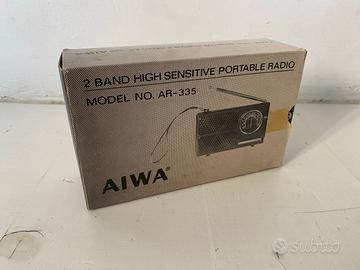 2 BAND HIGH SENSITIVE PORTABLE RADIO
MODEL NO. AR-335
AIWA®
subito